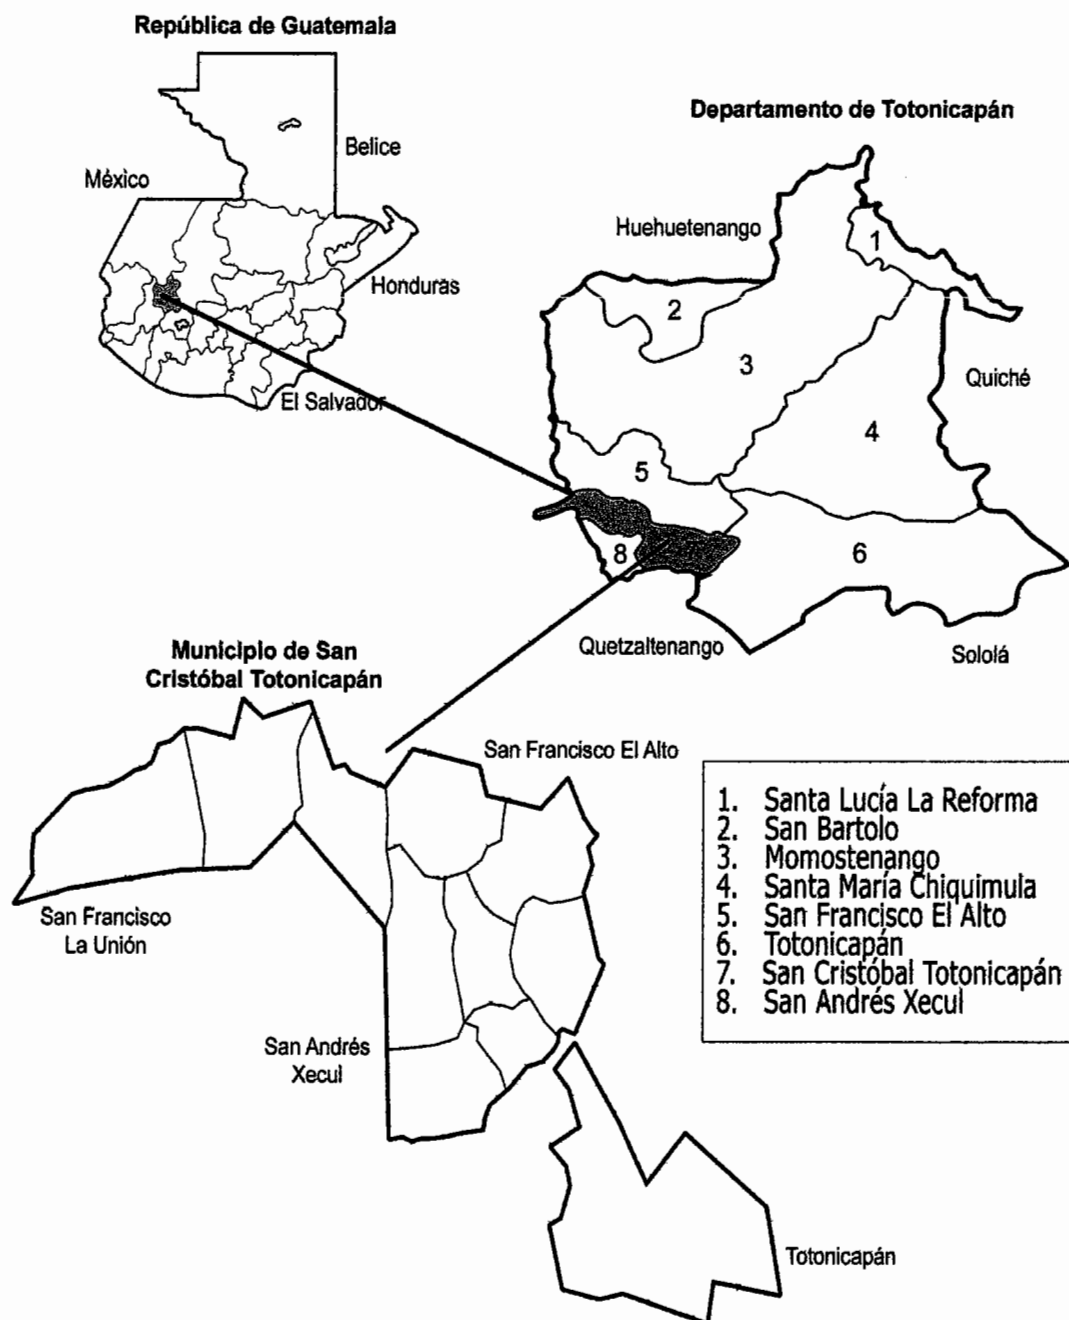 República de Guatemala
Belice
México
Honduras
El Salvador
Departamento de Totonicapán
Huehuetenango
1
2
3
Quiché
4
5
8
6
Quetzaltenango
Sololá
Municipio de San
Cristóbal Totonicapán
San Francisco El Alto
San Francisco
La Unión
San Andrés
Xecul
Totonicapán
1. Santa Lucía La Reforma
2. San Bartolo
3. Momostenango
4. Santa María Chiquimula
5. San Francisco El Alto
6. Totonicapán
7. San Cristóbal Totonicapán
8. San Andrés Xecul